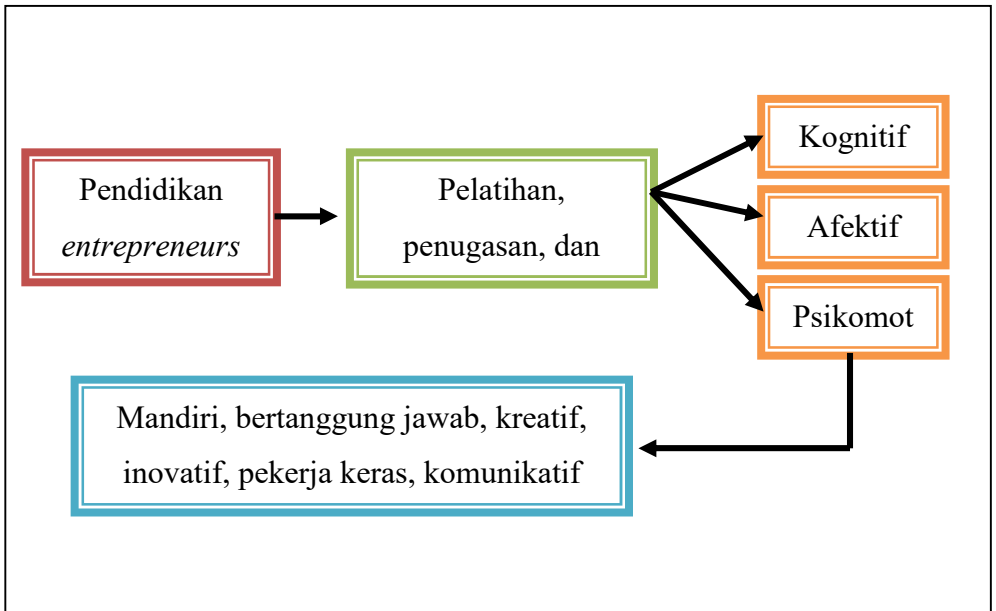 Pendidikan
entrepreneurs
Pelatihan,
penugasan, dan
Kognitif
Afektif
Psikomot
Mandiri, bertanggung jawab, kreatif,
inovatif, pekerja keras, komunikatif